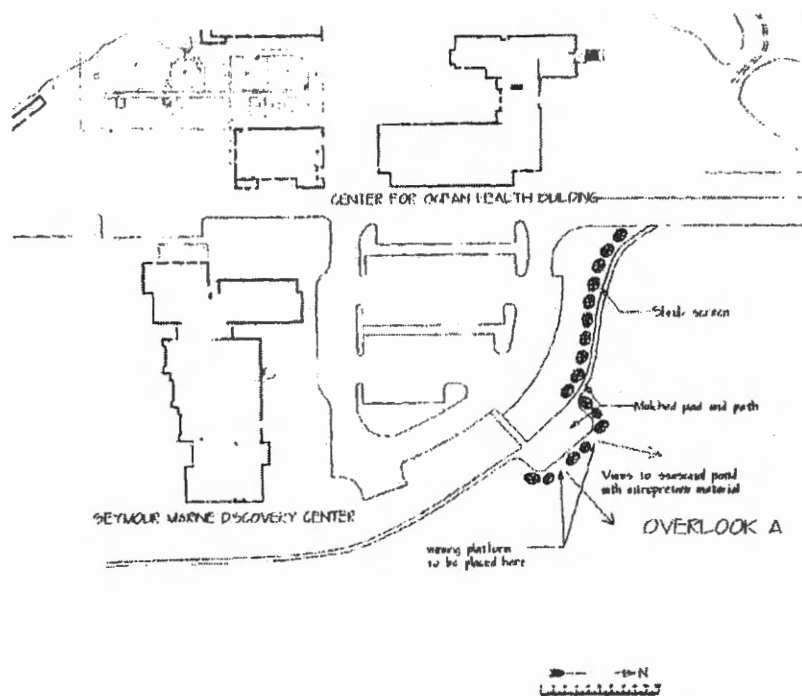 CENTER FOR OCEAN HEALTH BUILDING
Shrub screen
Mulched pad and path
Views to seasonal pond
with interpretive material
SEYMOUR MARINE DISCOVERY CENTER
OVERLOOK A
viewing platform
to be placed here
N